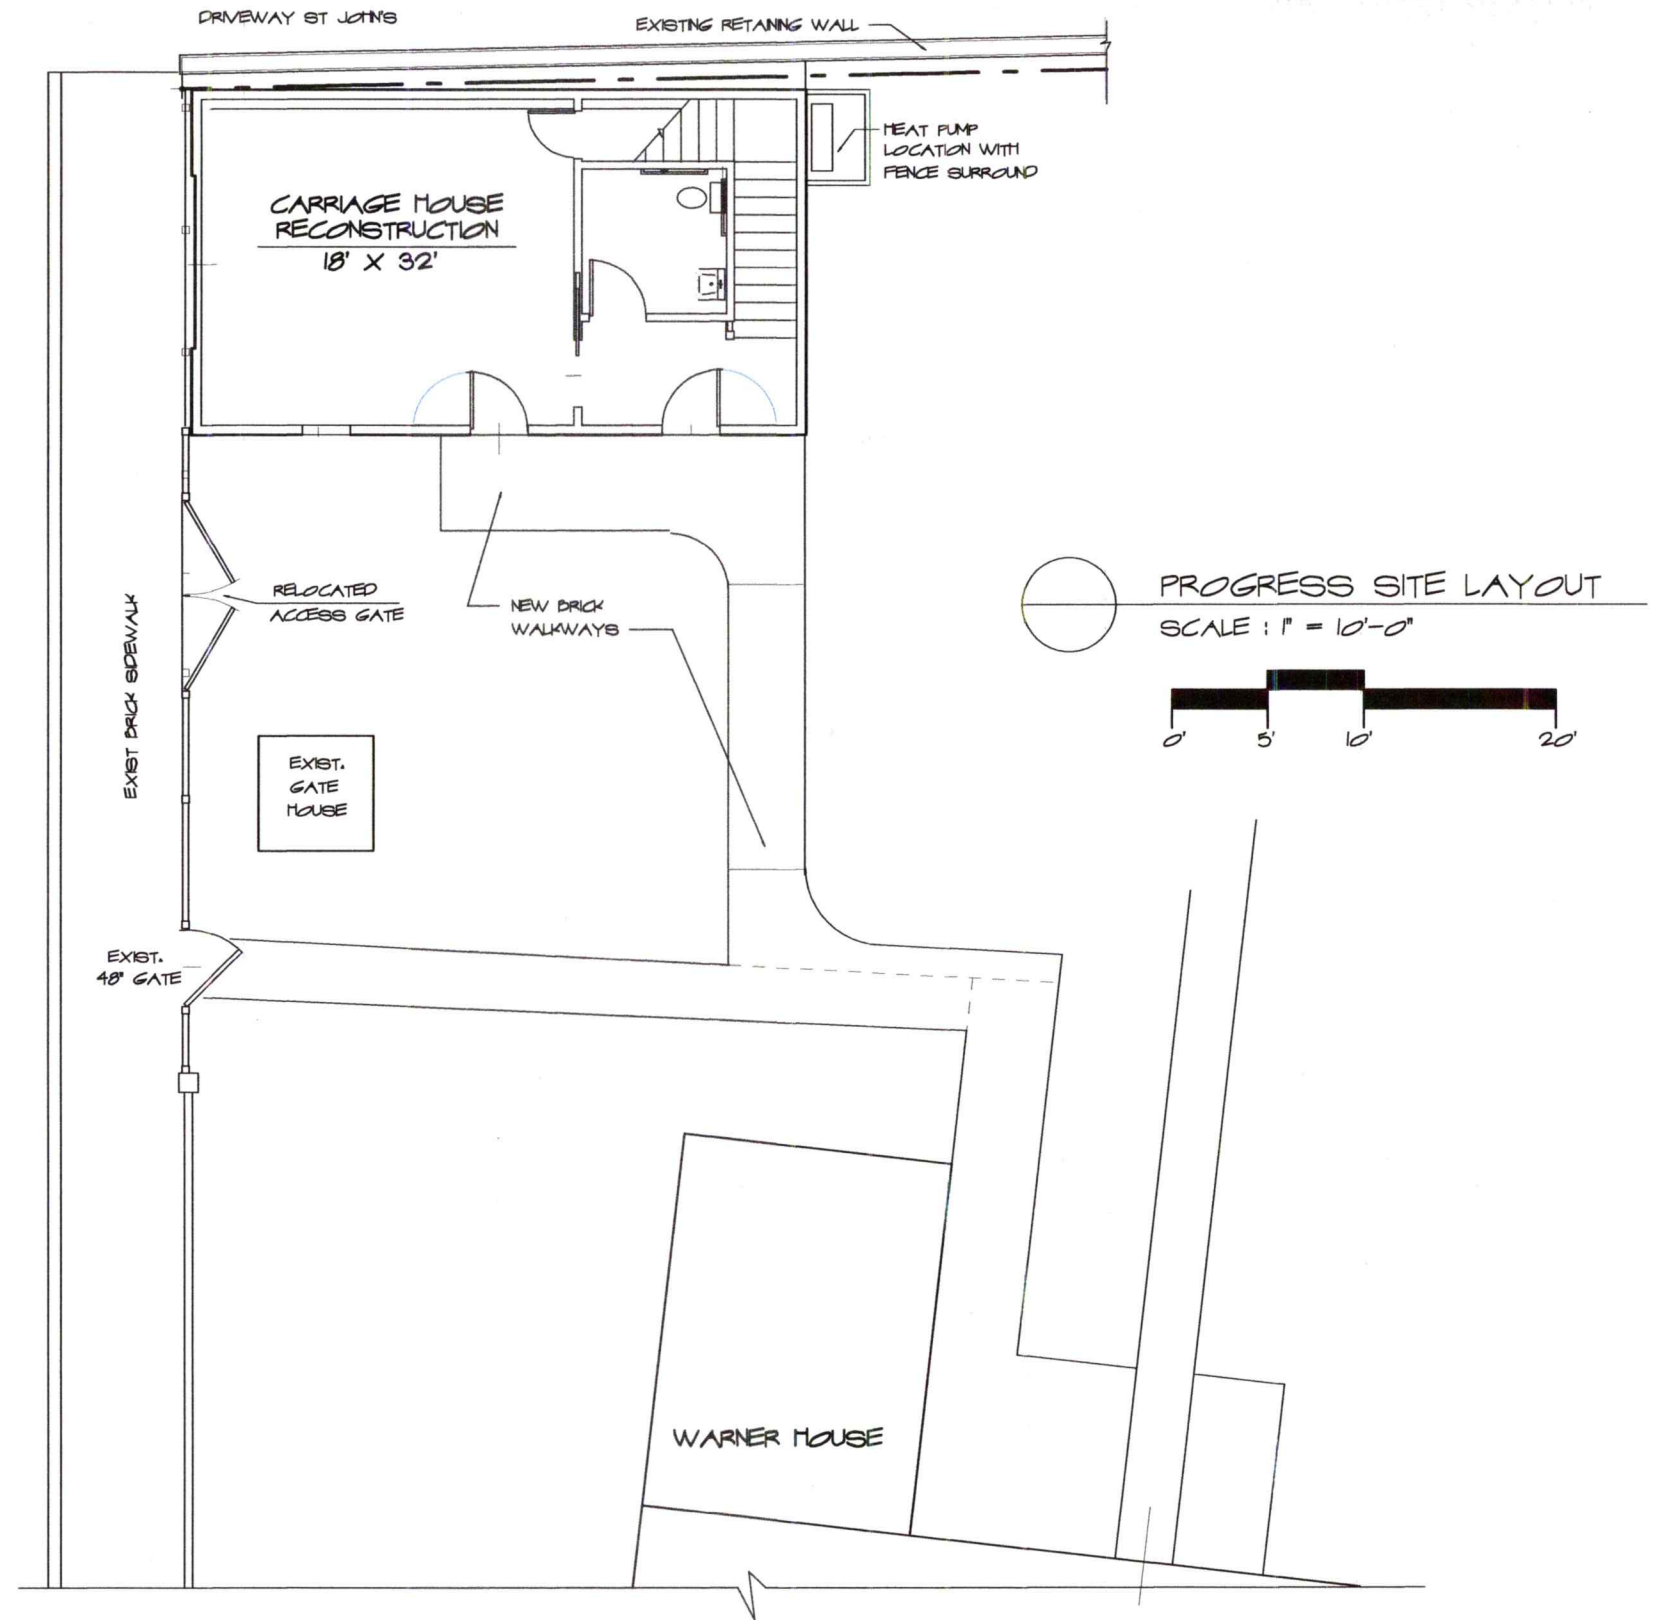 DRIVEWAY ST JOHN'S
EXISTING RETAINING WALL
HEAT PUMP
LOCATION WITH
FENCE SURROUND
CARRIAGE HOUSE
RECONSTRUCTION
18' X 32'
RELOCATED
ACCESS GATE
NEW BRICK
WALKWAYS
PROGRESS SITE LAYOUT
SCALE : 1" = 10'-0"
0' 5' 10' 20'
EXIST BRICK SIDEWALK
EXIST.
GATE
HOUSE
EXIST.
48" GATE
WARNER HOUSE